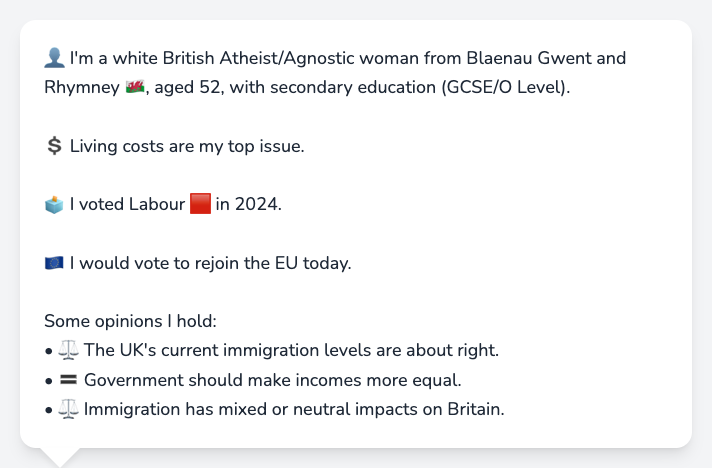 👤 I'm a white British Atheist/Agnostic woman from Blaenau Gwent and
Rhymney 🏴󠁧󠁢󠁷󠁬󠁳󠁿, aged 52, with secondary education (GCSE/O Level).
💲 Living costs are my top issue.
🗳️ I voted Labour 🟥 in 2024.
🇪🇺 I would vote to rejoin the EU today.
Some opinions I hold:
• ⚖️ The UK's current immigration levels are about right.
• 🟰 Government should make incomes more equal.
• ⚖️ Immigration has mixed or neutral impacts on Britain.